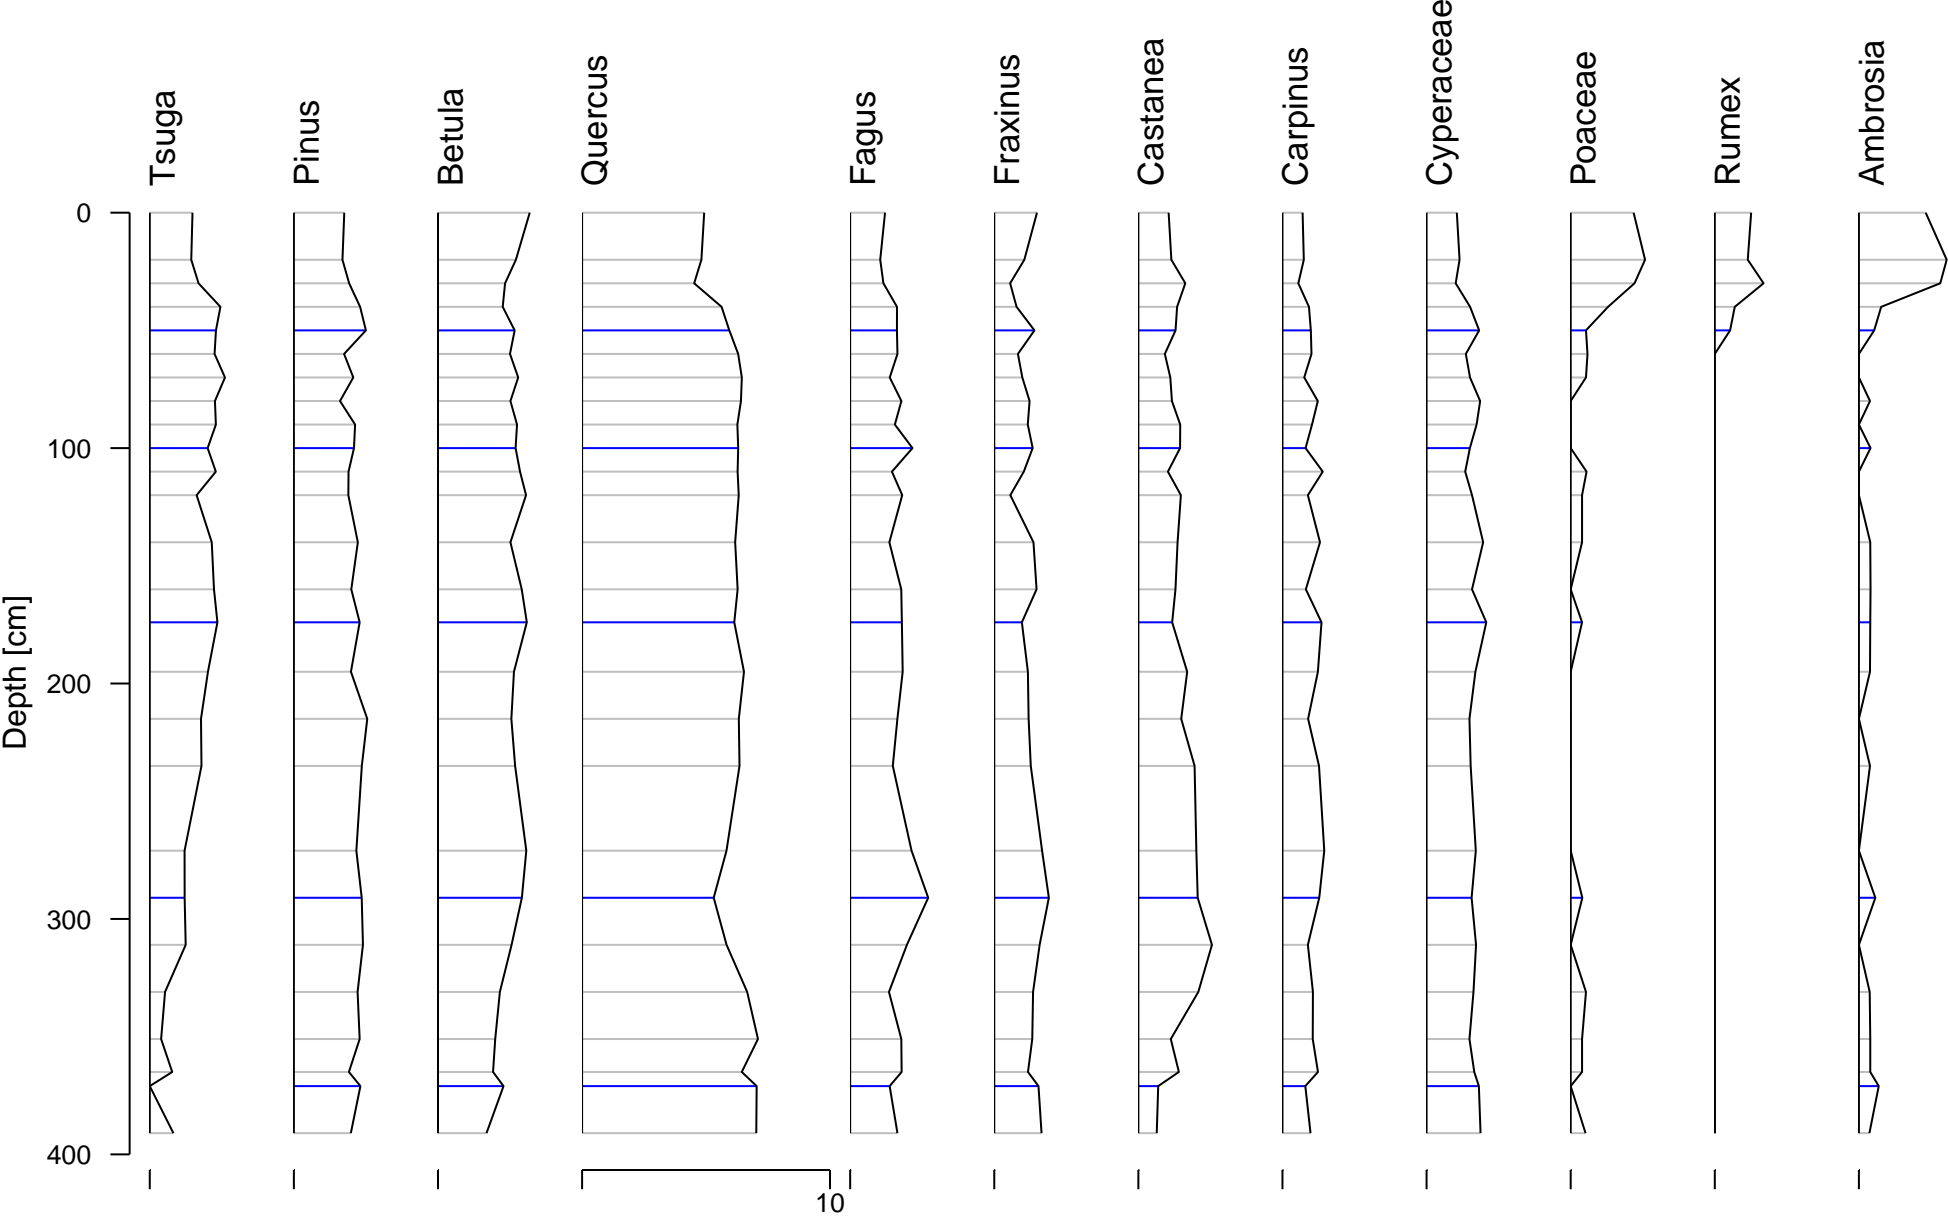 Tsuga
Pinus
Betula
Quercus
Fagus
Fraxinus
Castanea
Carpinus
Cyperaceae
Poaceae
Rumex
Ambrosia
0
100
200
300
400
Depth [cm]
10